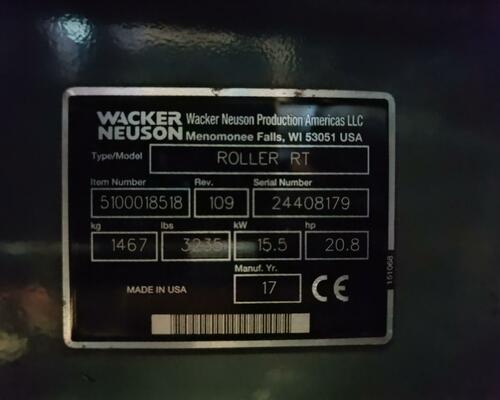 WACKER NEUSON Wacker Neuson Production Americas LLC
Menomonee Falls, WI 53051 USA
Type/Model ROLLER RT
Item Number Rev. Serial Number
5100018518 109 24408179
kg lbs kW hp
1467 3235 15.5 20.8
Manuf. Yr.
MADE IN USA 17 CE
151068